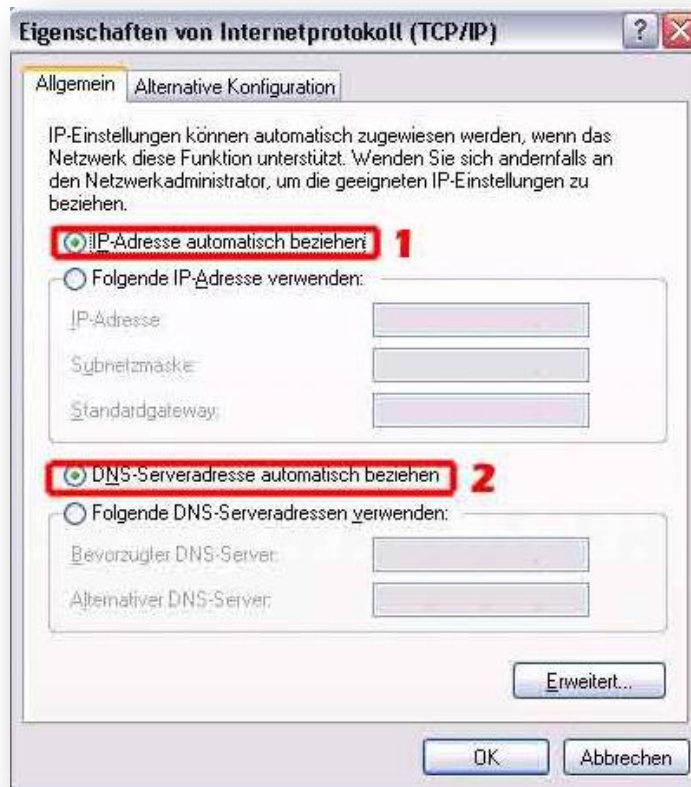 Eigenschaften von Internetprotokoll (TCP/IP)
Allgemein
Alternative Konfiguration
IP-Einstellungen können automatisch zugewiesen werden, wenn das
Netzwerk diese Funktion unterstützt. Wenden Sie sich andernfalls an
den Netzwerkadministrator, um die geeigneten IP-Einstellungen zu
beziehen.
IP-Adresse automatisch beziehen 1
Folgende IP-Adresse verwenden:
IP-Adresse:
Subnetzmaske:
Standardgateway:
DNS-Serveradresse automatisch beziehen 2
Folgende DNS-Serveradressen verwenden:
Bevorzugter DNS-Server:
Alternativer DNS-Server:
Erweitert...
OK
Abbrechen